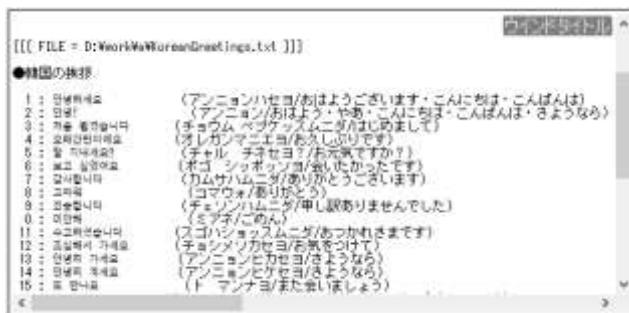 ウインドタイトル
[[[ FILE = D:¥work¥a¥KoreanGreetings.txt ]]]
●韓国の挨拶
1 : 안녕하세요 (アンニョンハセヨ/おはようございます・こんにちは・こんばんは)
2 : 안녕! (アンニョン/おはよう・やあ・こんにちは・こんばんは・さようなら)
3 : 처음 뵙겠습니다 (チョウム ペプケッスムニダ/はじめまして)
4 : 오래간만이에요 (オレガンマニエヨ/お久しぶりです)
5 : 잘 지내세요? (チャル チネセヨ?/お元気ですか?)
6 : 보고 싶었어요 (ポゴ シッポッソヨ/会いたかったです)
7 : 감사합니다 (カムサハムニダ/ありがとうございます)
8 : 고마워 (コマウォ/ありがとう)
9 : 죄송합니다 (チェソンハムニダ/申し訳ありませんでした)
0 : 미안해 (ミアネ/ごめん)
11 : 수고하셨습니다 (スゴハショッスムニダ/おつかれさまです)
12 : 조심해서 가세요 (チョシメソカセヨ/お気をつけて)
13 : 안녕히 가세요 (アンニョンヒカセヨ/さようなら)
14 : 안녕히 계세요 (アンニョンヒケセヨ/さようなら)
15 : 또 만나요 (ト マンナヨ/また会いましょう)